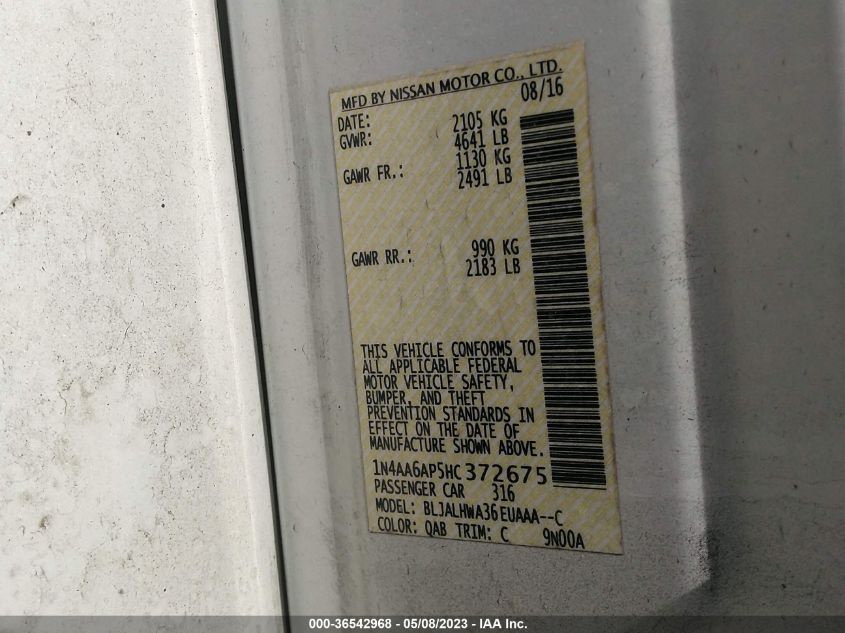 MFD BY NISSAN MOTOR CO., LTD.
DATE: 08/16
GVWR: 2105 KG
4641 LB
GAWR FR.: 1130 KG
2491 LB
GAWR RR.: 990 KG
2183 LB
THIS VEHICLE CONFORMS TO
ALL APPLICABLE FEDERAL
MOTOR VEHICLE SAFETY,
BUMPER, AND THEFT
PREVENTION STANDARDS IN
EFFECT ON THE DATE OF
MANUFACTURE SHOWN ABOVE.
1N4AA6AP5HC372675
PASSENGER CAR 316
MODEL: BLJALHWA36EUAAA--C
COLOR: QAB TRIM: C 9N00A
000-36542968 - 05/08/2023 - IAA Inc.